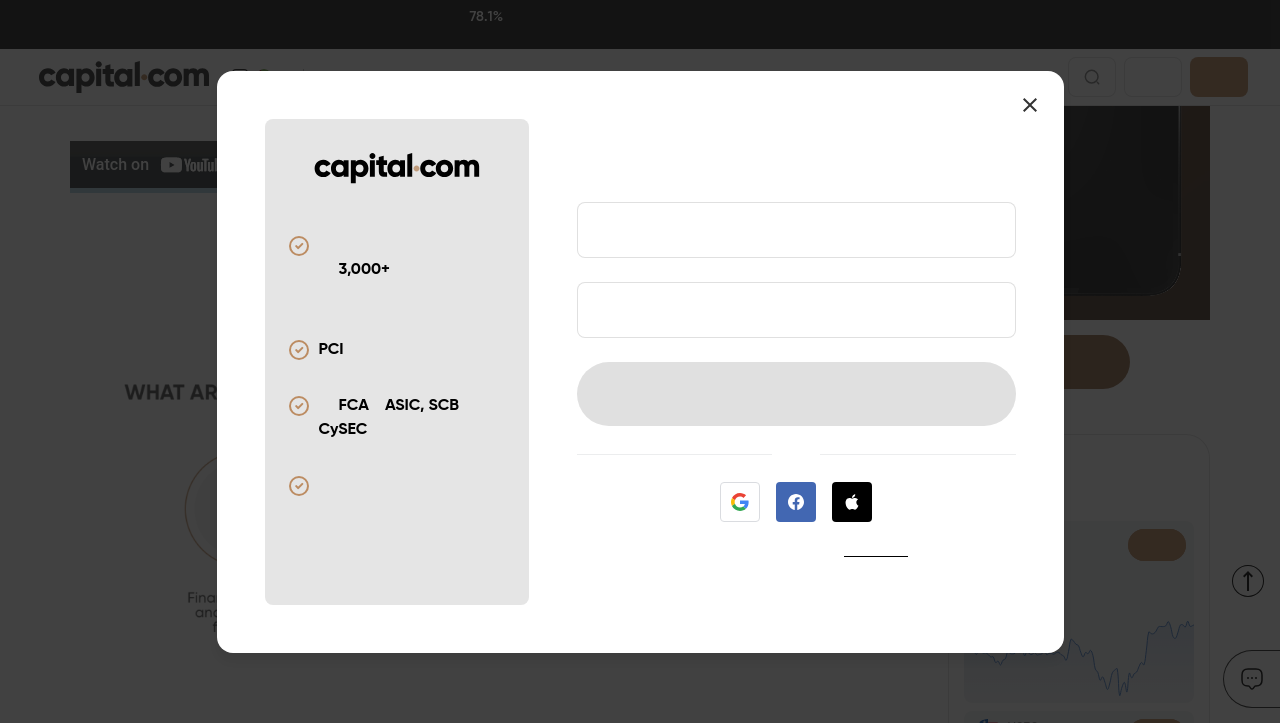 78.1%
capital.com
Watch on YouTube
capital.com
3,000+
PCI
FCA ASIC, SCB
CySEC
WHAT AR
Fina
an
f